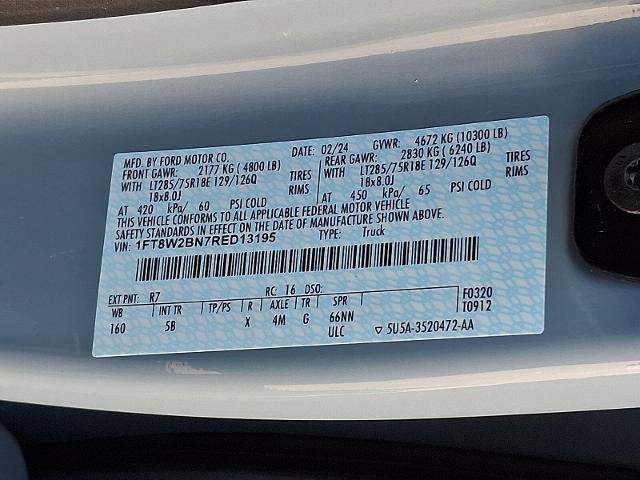 MFD. BY FORD MOTOR CO.
DATE: 02/24 GVWR: 4672 KG (10300 LB)
FRONT GAWR: 2177 KG ( 4800 LB) REAR GAWR: 2830 KG ( 6240 LB)
WITH LT285/75R18E 129/126Q TIRES WITH LT285/75R18E 129/126Q TIRES
18x8.0J RIMS 18x8.0J RIMS
AT 420 kPa/ 60 PSI COLD AT 450 kPa/ 65 PSI COLD
THIS VEHICLE CONFORMS TO ALL APPLICABLE FEDERAL MOTOR VEHICLE
SAFETY STANDARDS IN EFFECT ON THE DATE OF MANUFACTURE SHOWN ABOVE.
VIN: 1FT8W2BN7RED13195 TYPE: Truck
EXT PNT: R7 RC: 16 DSO: F0320
WB INT TR TP/PS R AXLE TR SPR T0912
160 5B X 4M G 66NN
ULC ▽ 5U5A-3520472-AA